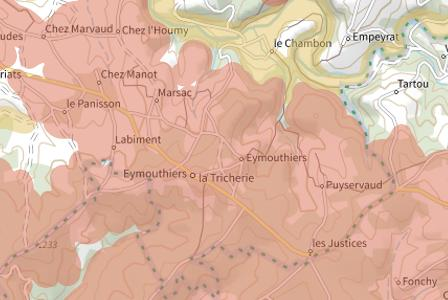 Chez Marvaud
Chez l'Houmy
Empeyrat
le Chambon
udes
riats
Chez Manot
Tartou
Marsac
le Panisson
Labiment
Eymouthiers
Eymouthiers
la Tricherie
Puyservaud
les Justices
233
Fonchy